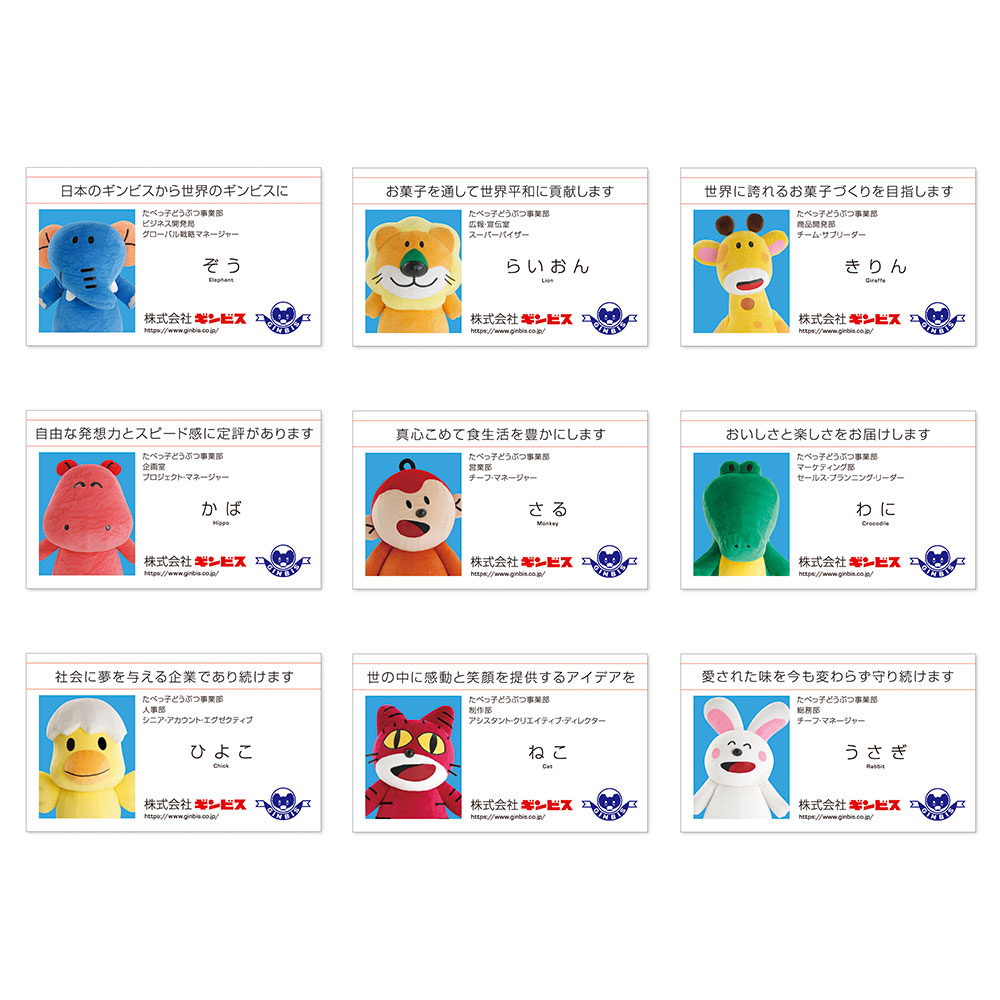 日本のギンビスから世界のギンビスに
たべっ子どうぶつ事業部
ビジネス開発局
グローバル戦略マネージャー
ぞう
Elephant
株式会社 ギンビス
https://www.ginbis.co.jp/
GINBIS
お菓子を通して世界平和に貢献します
たべっ子どうぶつ事業部
広報・宣伝室
スーパーバイザー
らいおん
Lion
株式会社 ギンビス
https://www.ginbis.co.jp/
GINBIS
世界に誇れるお菓子づくりを目指します
たべっ子どうぶつ事業部
商品開発部
チーム・サブリーダー
きりん
Giraffe
株式会社 ギンビス
https://www.ginbis.co.jp/
GINBIS
自由な発想力とスピード感に定評があります
たべっ子どうぶつ事業部
企画室
プロジェクト・マネージャー
かば
Hippo
株式会社 ギンビス
https://www.ginbis.co.jp/
GINBIS
真心こめて食生活を豊かにします
たべっ子どうぶつ事業部
営業部
チーフ・マネージャー
さる
Monkey
株式会社 ギンビス
https://www.ginbis.co.jp/
GINBIS
おいしさと楽しさをお届けします
たべっ子どうぶつ事業部
マーケティング部
セールス・プランニング・リーダー
わに
Crocodile
株式会社 ギンビス
https://www.ginbis.co.jp/
GINBIS
社会に夢を与える企業であり続けます
たべっ子どうぶつ事業部
人事部
シニア・アカウント・エグゼクティブ
ひよこ
Chick
株式会社 ギンビス
https://www.ginbis.co.jp/
GINBIS
世の中に感動と笑顔を提供するアイデアを
たべっ子どうぶつ事業部
制作部
アシスタント・クリエイティブ・ディレクター
ねこ
Cat
株式会社 ギンビス
https://www.ginbis.co.jp/
GINBIS
愛された味を今も変わらず守り続けます
たべっ子どうぶつ事業部
総務部
チーフ・マネージャー
うさぎ
Rabbit
株式会社 ギンビス
https://www.ginbis.co.jp/
GINBIS